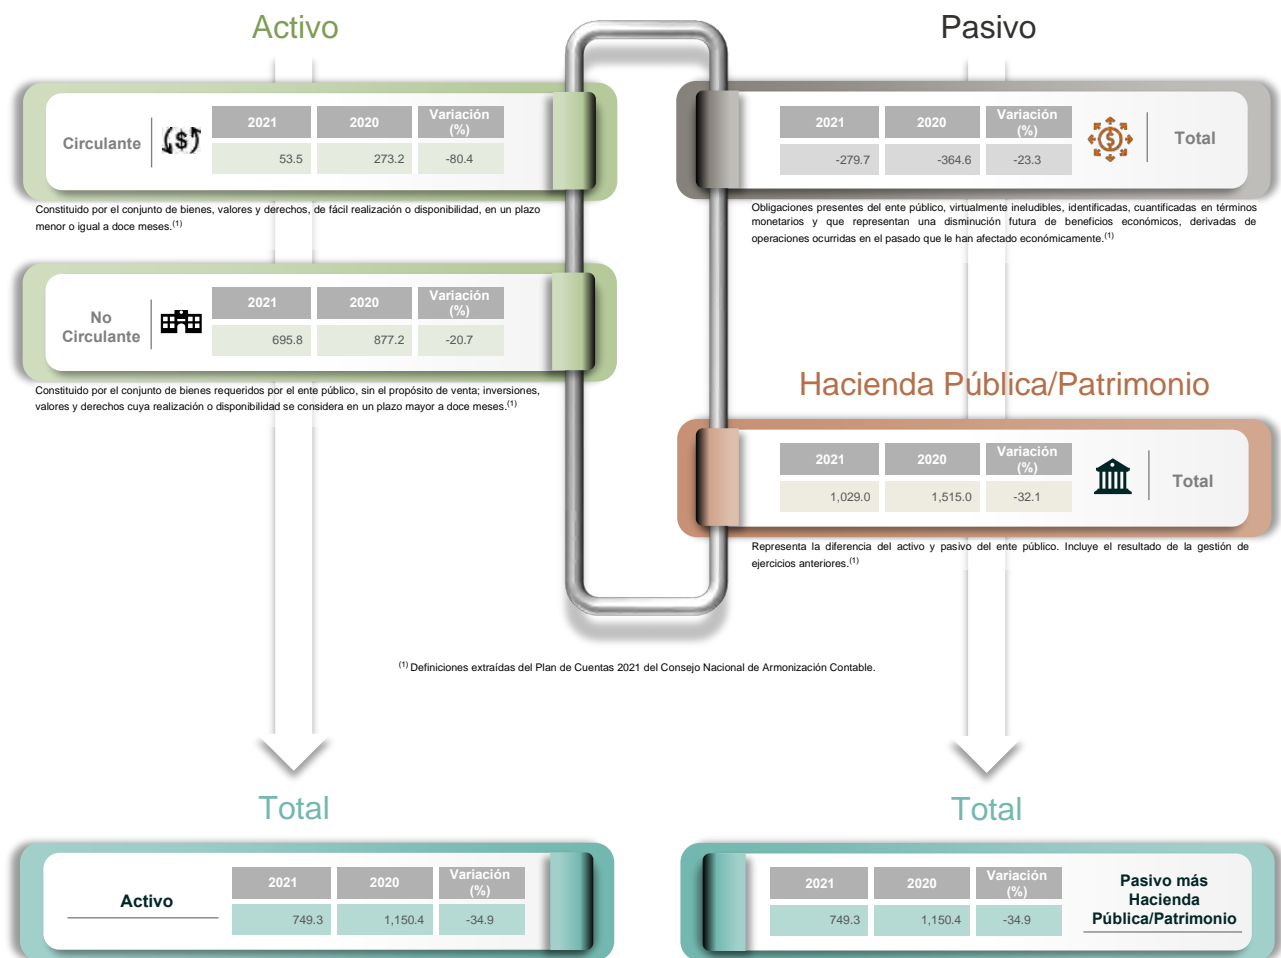 Activo
Circulante
2021 2020 Variación (%)
53.5 273.2 -80.4
Constituido por el conjunto de bienes, valores y derechos, de fácil realización o disponibilidad, en un plazo
menor o igual a doce meses.(1)
No
Circulante
2021 2020 Variación (%)
695.8 877.2 -20.7
Constituido por el conjunto de bienes requeridos por el ente público, sin el propósito de venta; inversiones,
valores y derechos cuya realización o disponibilidad se considera en un plazo mayor a doce meses.(1)
Pasivo
2021 2020 Variación (%)
-279.7 -364.6 -23.3
Total
Obligaciones presentes del ente público, virtualmente ineludibles, identificadas, cuantificadas en términos
monetarios y que representan una disminución futura de beneficios económicos, derivadas de
operaciones ocurridas en el pasado que le han afectado económicamente.(1)
Hacienda Pública/Patrimonio
2021 2020 Variación (%)
1,029.0 1,515.0 -32.1
Total
Representa la diferencia del activo y pasivo del ente público. Incluye el resultado de la gestión de
ejercicios anteriores.(1)
(1) Definiciones extraídas del Plan de Cuentas 2021 del Consejo Nacional de Armonización Contable.
Total
Activo
2021 2020 Variación (%)
749.3 1,150.4 -34.9
Total
2021 2020 Variación (%)
749.3 1,150.4 -34.9
Pasivo más
Hacienda
Pública/Patrimonio